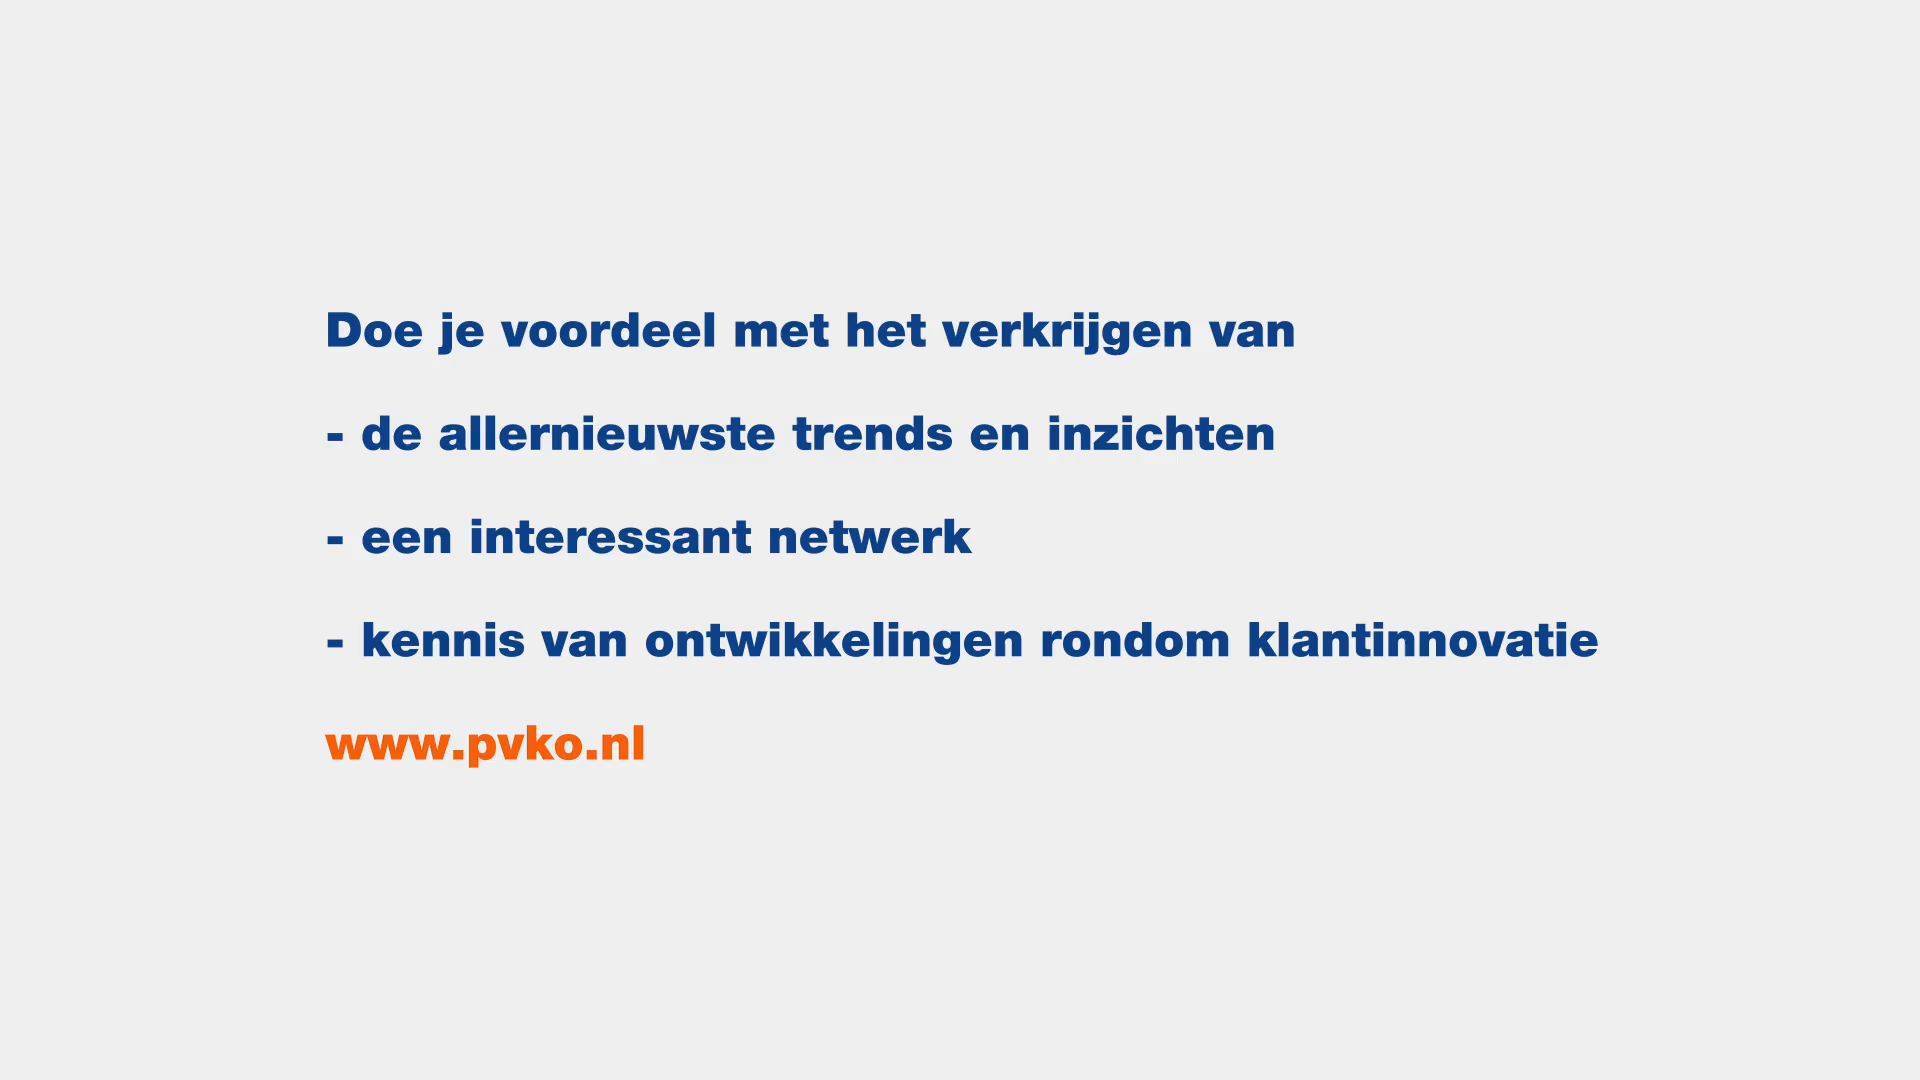 Doe je voordeel met het verkrijgen van
- de allernieuwste trends en inzichten
- een interessant netwerk
- kennis van ontwikkelingen rondom klantinnovatie
www.pvko.nl